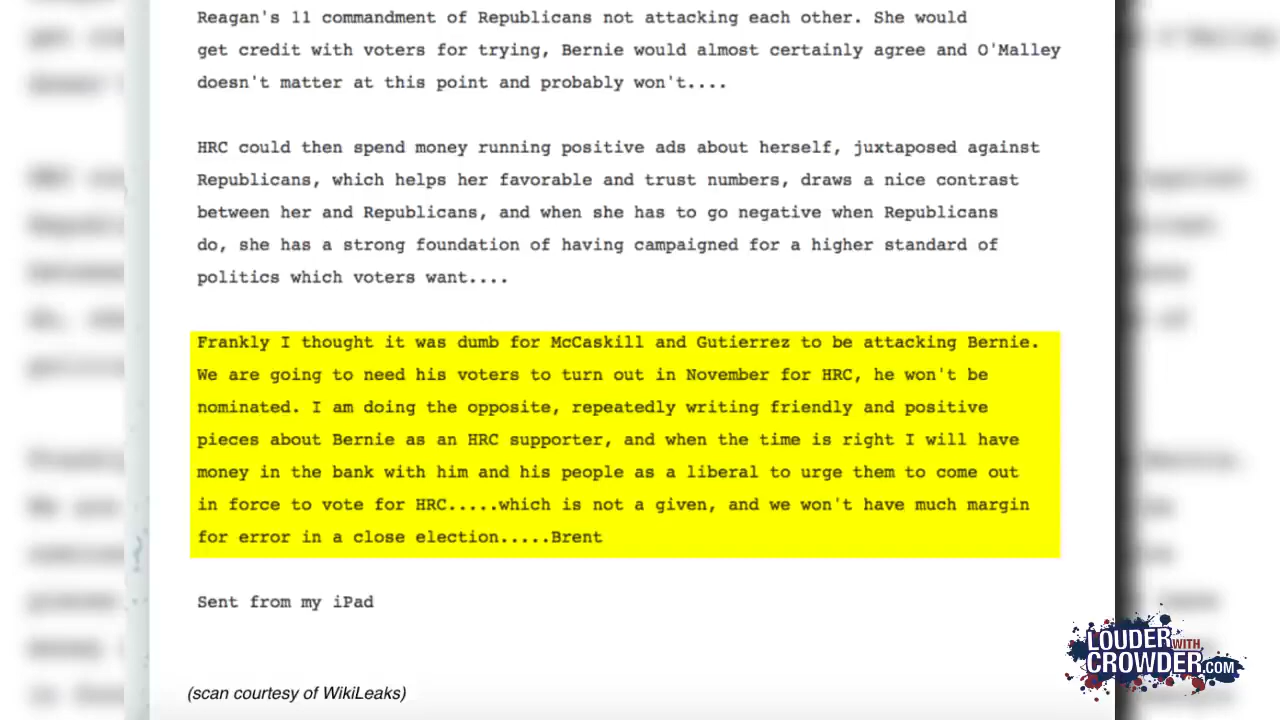 Reagan's 11 commandment of Republicans not attacking each other. She would
get credit with voters for trying, Bernie would almost certainly agree and O'Malley
doesn't matter at this point and probably won't....
HRC could then spend money running positive ads about herself, juxtaposed against
Republicans, which helps her favorable and trust numbers, draws a nice contrast
between her and Republicans, and when she has to go negative when Republicans
do, she has a strong foundation of having campaigned for a higher standard of
politics which voters want....
Frankly I thought it was dumb for McCaskill and Gutierrez to be attacking Bernie.
We are going to need his voters to turn out in November for HRC, he won't be
nominated. I am doing the opposite, repeatedly writing friendly and positive
pieces about Bernie as an HRC supporter, and when the time is right I will have
money in the bank with him and his people as a liberal to urge them to come out
in force to vote for HRC.....which is not a given, and we won't have much margin
for error in a close election.....Brent
Sent from my iPad
(scan courtesy of WikiLeaks)
LOUDER WITH
CROWDER.COM